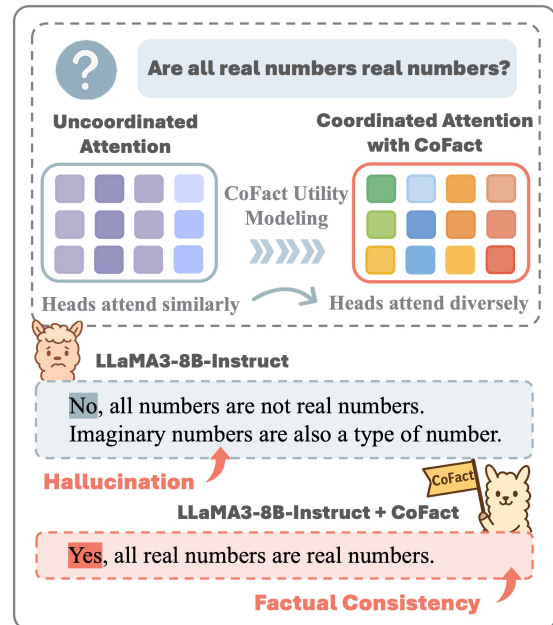 ?
Are all real numbers real numbers?
Uncoordinated
Attention
Coordinated Attention
with CoFact
CoFact Utility
Modeling
Heads attend similarly
Heads attend diversely
LLaMA3-8B-Instruct
No, all numbers are not real numbers.
Imaginary numbers are also a type of number.
Hallucination
CoFact
LLaMA3-8B-Instruct + CoFact
Yes, all real numbers are real numbers.
Factual Consistency